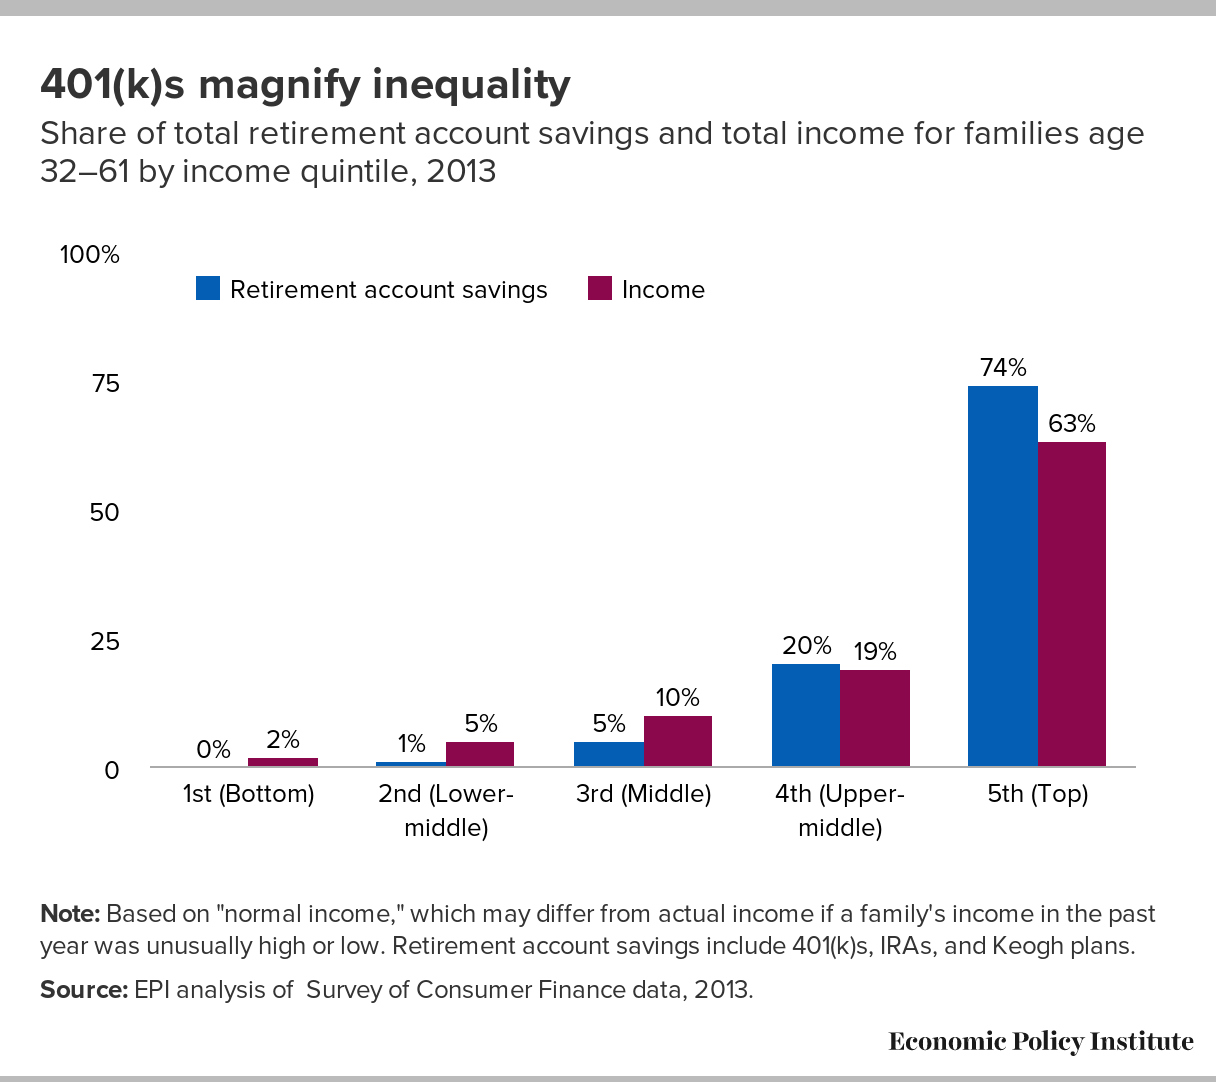 401(k)s magnify inequality
Share of total retirement account savings and total income for families age
32–61 by income quintile, 2013
100%
Retirement account savings
Income
75
50
25
0
0%
2%
1%
5%
5%
10%
20%
19%
74%
63%
1st (Bottom)
2nd (Lower-
middle)
3rd (Middle)
4th (Upper-
middle)
5th (Top)
Note: Based on "normal income," which may differ from actual income if a family's income in the past
year was unusually high or low. Retirement account savings include 401(k)s, IRAs, and Keogh plans.
Source: EPI analysis of  Survey of Consumer Finance data, 2013.
Economic Policy Institute